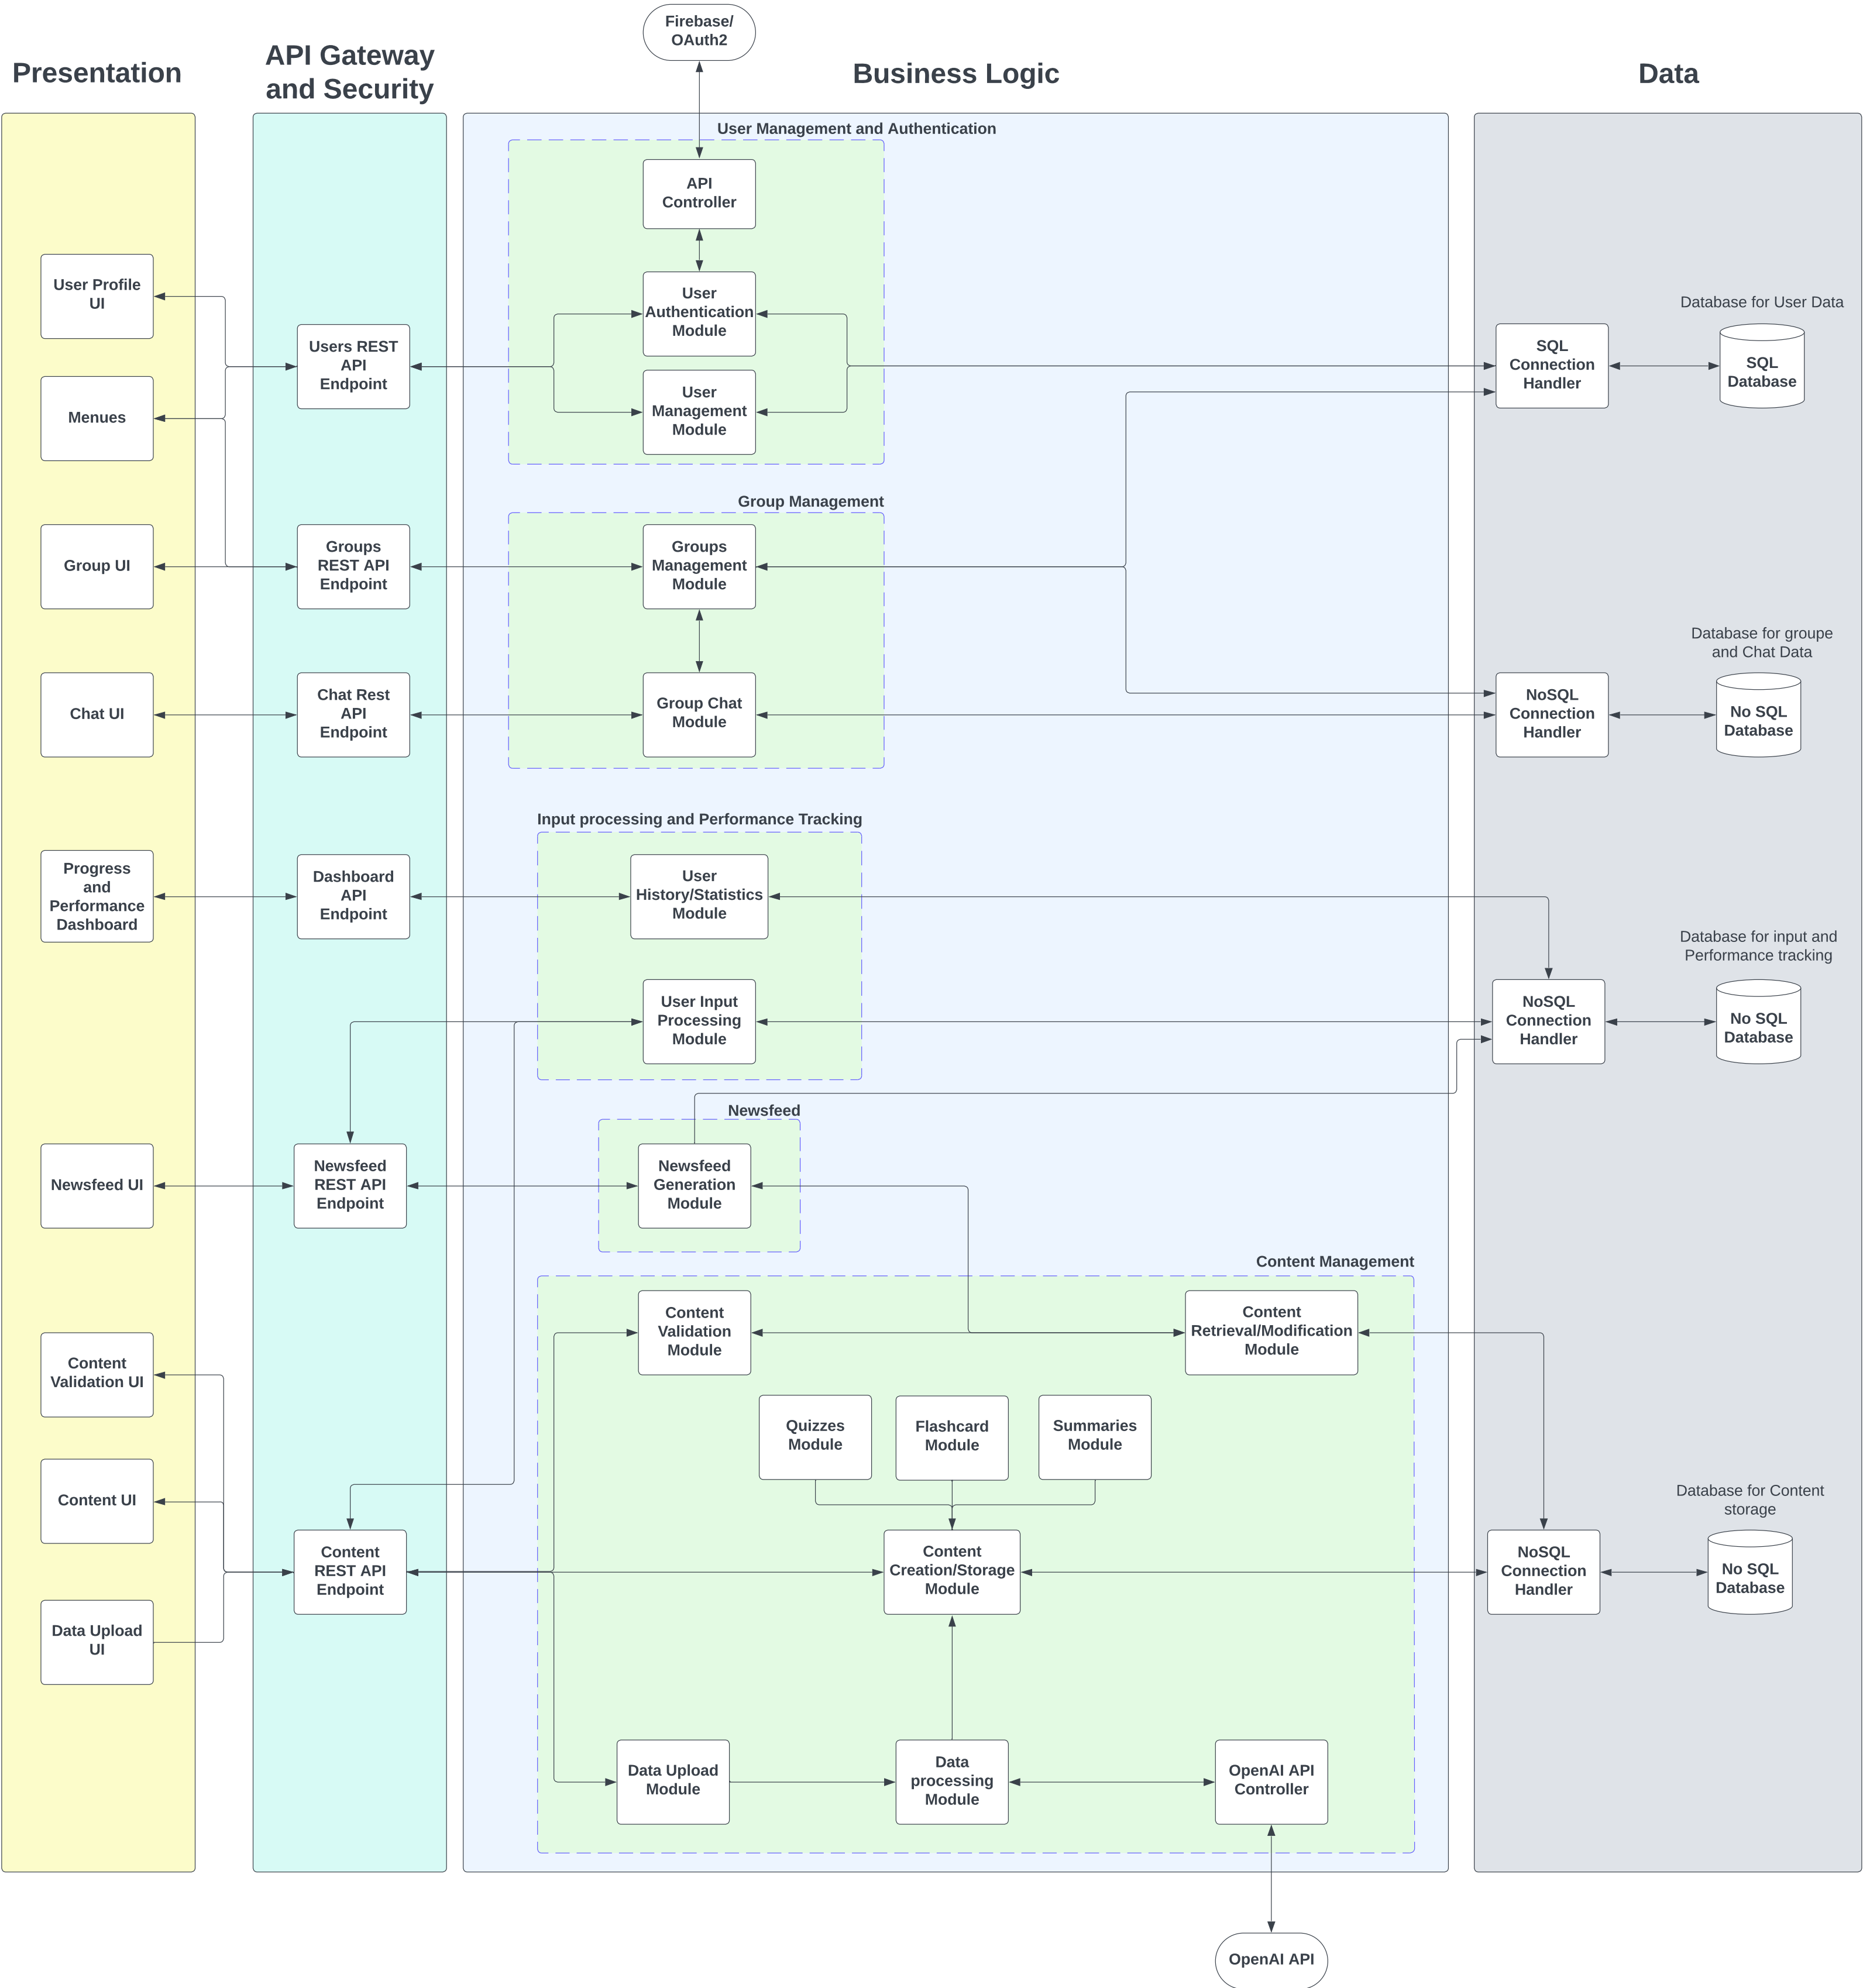 Firebase/
OAuth2
Presentation
API Gateway
and Security
Business Logic
Data
User Management and Authentication
API
Controller
User Profile
UI
User
Authentication
Module
Database for User Data
Users REST
API
Endpoint
SQL
Connection
Handler
SQL
Database
Menues
User
Management
Module
Group Management
Group UI
Groups
REST API
Endpoint
Groups
Management
Module
Database for groupe
and Chat Data
Chat UI
Chat Rest
API
Endpoint
Group Chat
Module
NoSQL
Connection
Handler
No SQL
Database
Input processing and Performance Tracking
Progress
and
Performance
Dashboard
Dashboard
API
Endpoint
User
History/Statistics
Module
Database for input and
Performance tracking
User Input
Processing
Module
NoSQL
Connection
Handler
No SQL
Database
Newsfeed
Newsfeed UI
Newsfeed
REST API
Endpoint
Newsfeed
Generation
Module
Content Management
Content
Validation
Module
Content
Retrieval/Modification
Module
Content
Validation UI
Quizzes
Module
Flashcard
Module
Summaries
Module
Content UI
Database for Content
storage
Content
REST API
Endpoint
Content
Creation/Storage
Module
NoSQL
Connection
Handler
No SQL
Database
Data Upload
UI
Data Upload
Module
Data
processing
Module
OpenAI API
Controller
OpenAI API